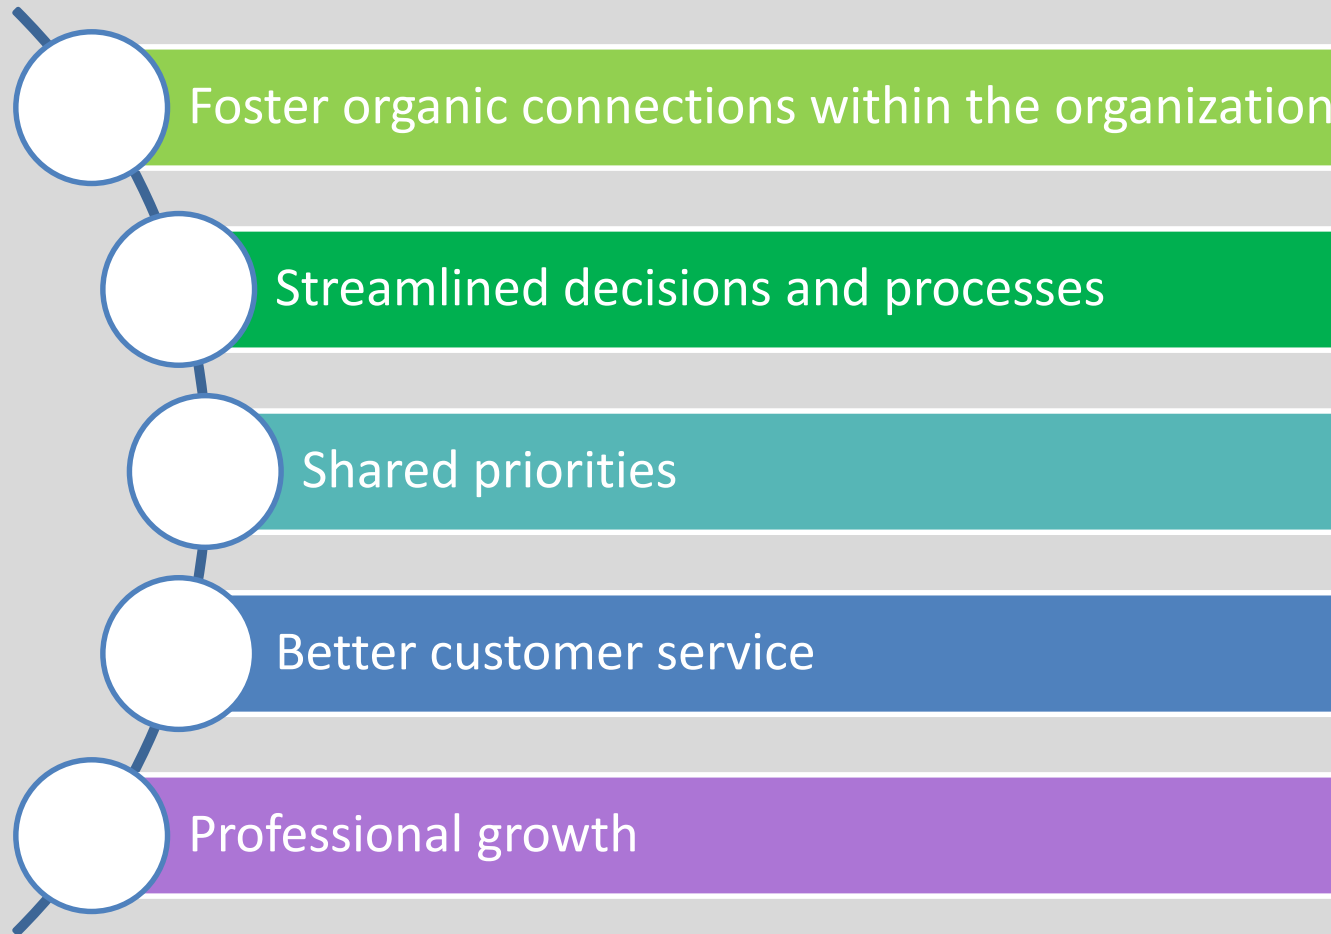 Foster organic connections within the organization
Streamlined decisions and processes
Shared priorities
Better customer service
Professional growth